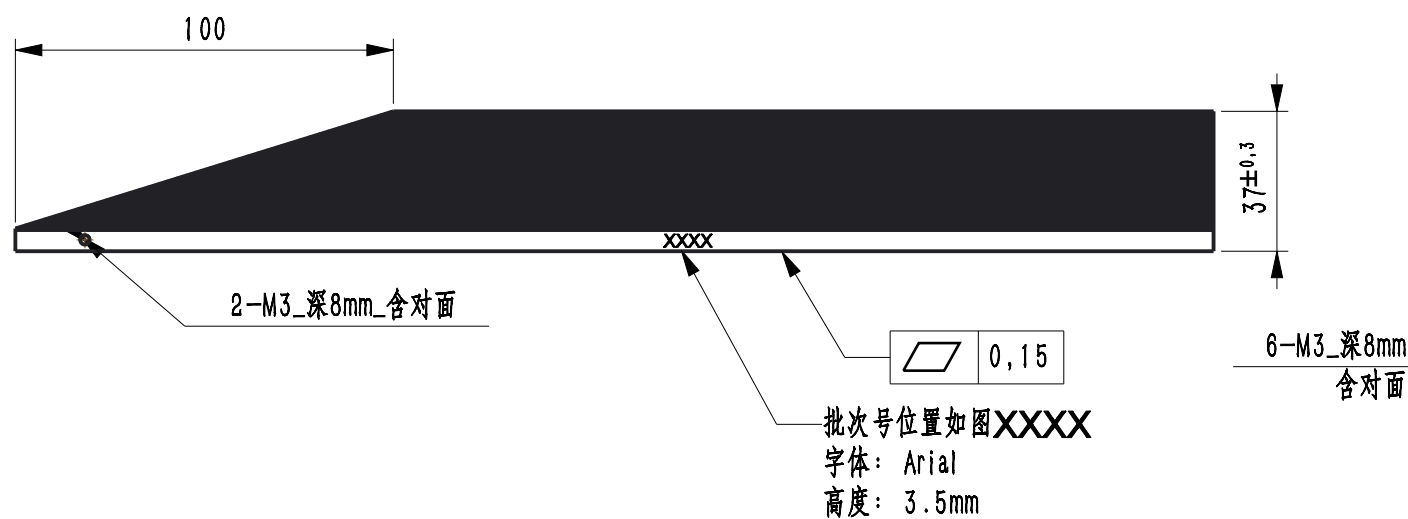 100
37±0,3
XXXX
2-M3_深8mm_含对面
0,15
6-M3_深8mm
含对面
批次号位置如图XXXX
字体: Arial
高度: 3.5mm